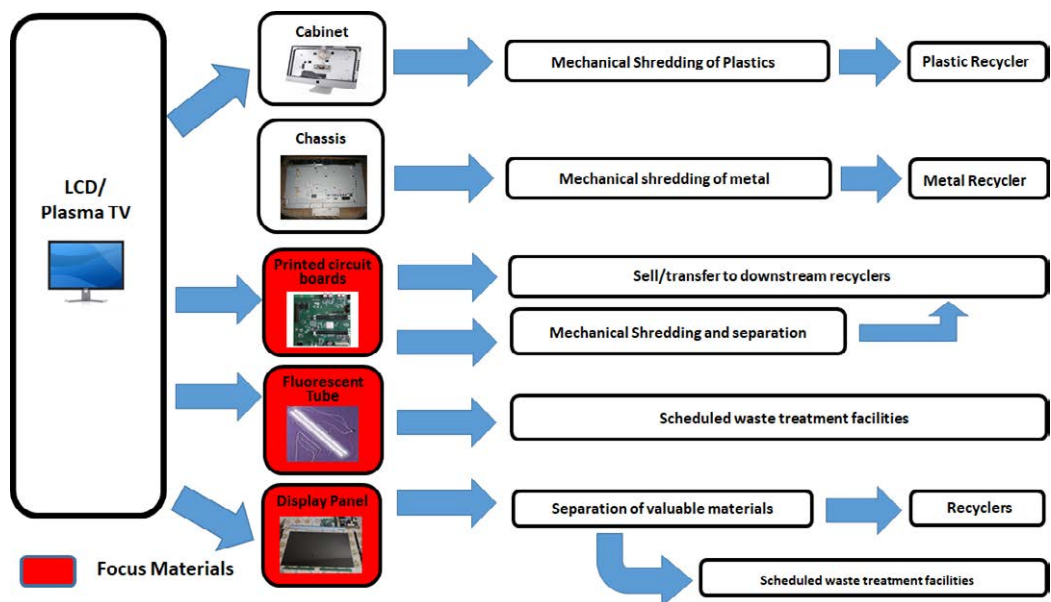 Cabinet
Mechanical Shredding of Plastics
Plastic Recycler
Chassis
Mechanical shredding of metal
Metal Recycler
LCD/
Plasma TV
Printed circuit
boards
Sell/transfer to downstream recyclers
Mechanical Shredding and separation
Fluorescent
Tube
Scheduled waste treatment facilities
Display Panel
Separation of valuable materials
Recyclers
Focus Materials
Scheduled waste treatment facilities